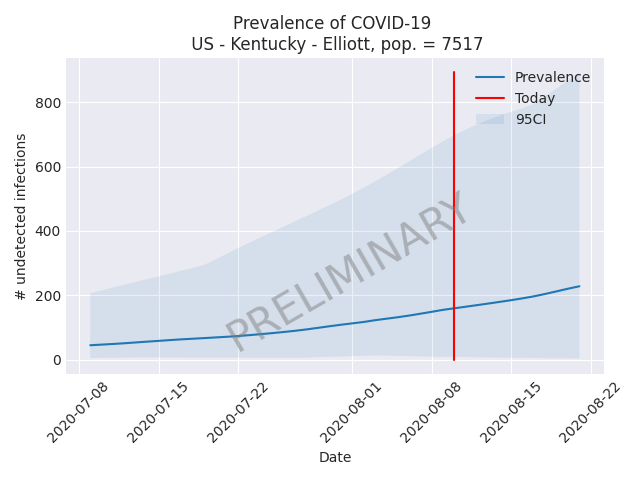 Prevalence of COVID-19
US - Kentucky - Elliott, pop. = 7517
Prevalence
Today
95CI
# undetected infections
800
600
400
200
0
PRELIMINARY
2020-07-08
2020-07-15
2020-07-22
2020-08-01
2020-08-08
2020-08-15
2020-08-22
Date